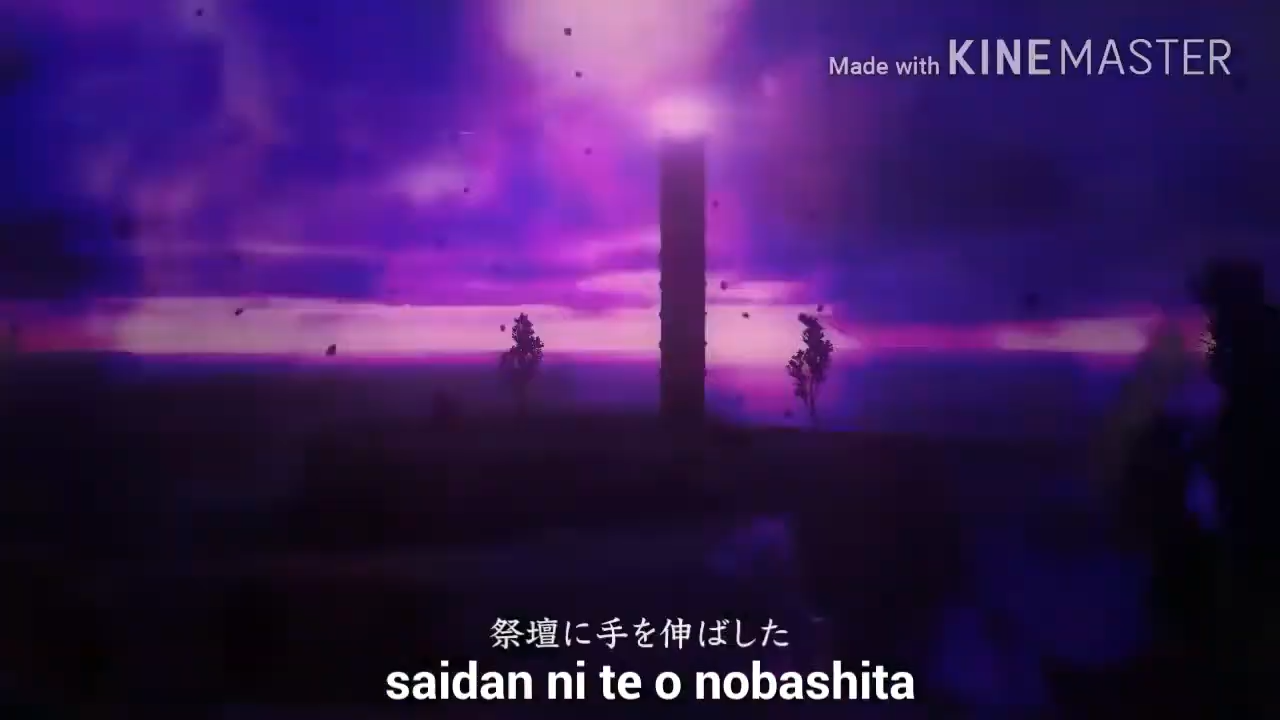 Made with KINEMASTER
祭壇に手を伸ばした
saidan ni te o nobashita